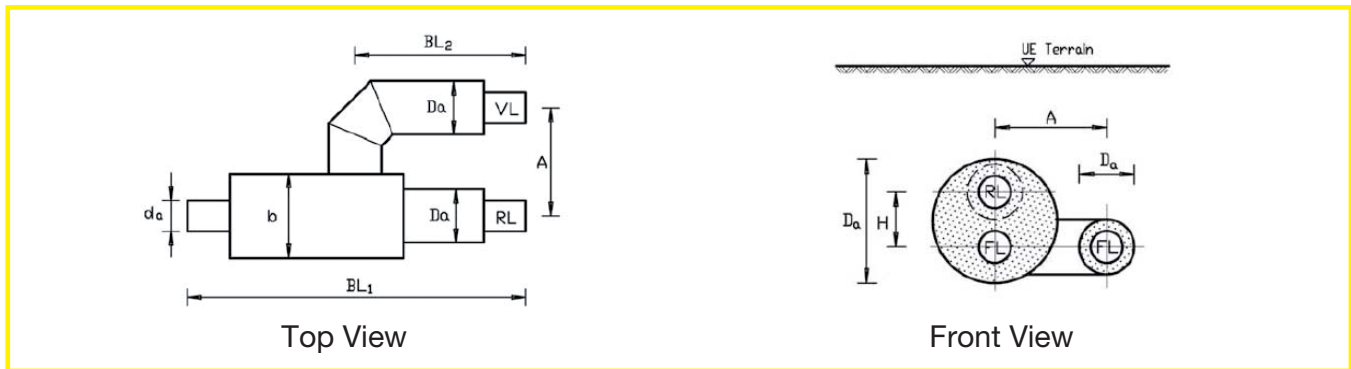 BL₂
Da
VL
A
dₐ
b
Da
RL
BL₁
Top View
UE Terrain
A
Dₐ
RL
Dₐ
H
FL
FL
Front View